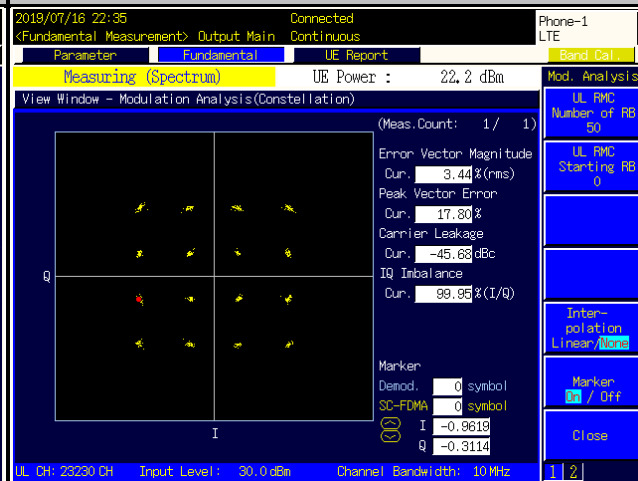 2019/07/16 22:35 Connected Phone-1
<Fundamental Measurement> Output Main Continuous LTE
Parameter Fundamental UE Report Band Cal.
Measuring (Spectrum) UE Power : 22.2 dBm Mod. Analysis
View Window - Modulation Analysis(Constellation)
UL RMC
Number of RB
50
(Meas.Count: 1/ 1)
Error Vector Magnitude
Cur. 3.44 %(rms)
Peak Vector Error
Cur. 17.80 %
Carrier Leakage
Cur. -45.68 dBc
IQ Imbalance
Cur. 99.95 %(I/Q)
UL RMC
Starting RB
0
Q
I
Marker
Demod. 0 symbol
SC-FDMA 0 symbol
I -0.9619
Q -0.3114
Inter-
polation
Linear/None
Marker
On / Off
Close
UL CH: 23230 CH Input Level: 30.0 dBm Channel Bandwidth: 10 MHz 1 2